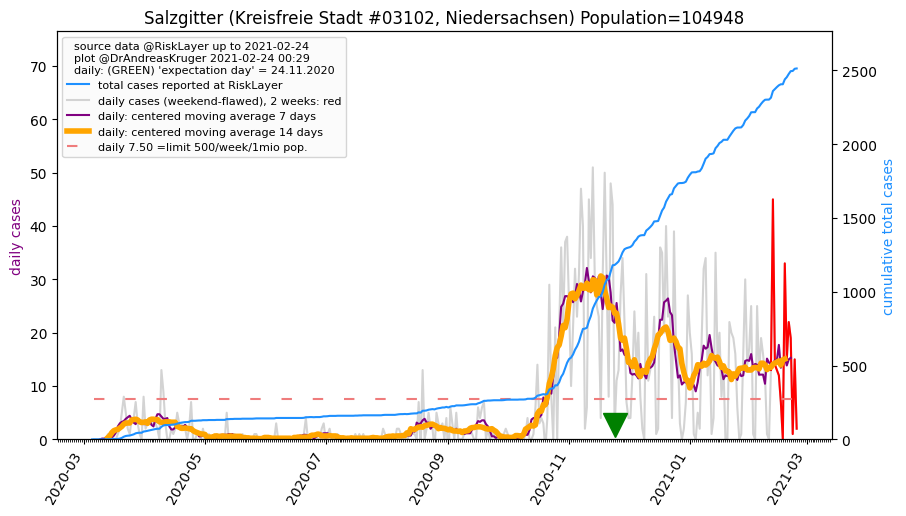 Salzgitter (Kreisfreie Stadt #03102, Niedersachsen) Population=104948
source data @RiskLayer up to 2021-02-24
plot @DrAndreasKruger 2021-02-24 00:29
daily: (GREEN) 'expectation day' = 24.11.2020
total cases reported at RiskLayer
daily cases (weekend-flawed), 2 weeks: red
daily: centered moving average 7 days
daily: centered moving average 14 days
daily 7.50 =limit 500/week/1mio pop.
daily cases
70
60
50
40
30
20
10
0
cumulative total cases
2500
2000
1500
1000
500
0
2020-03
2020-05
2020-07
2020-09
2020-11
2021-01
2021-03